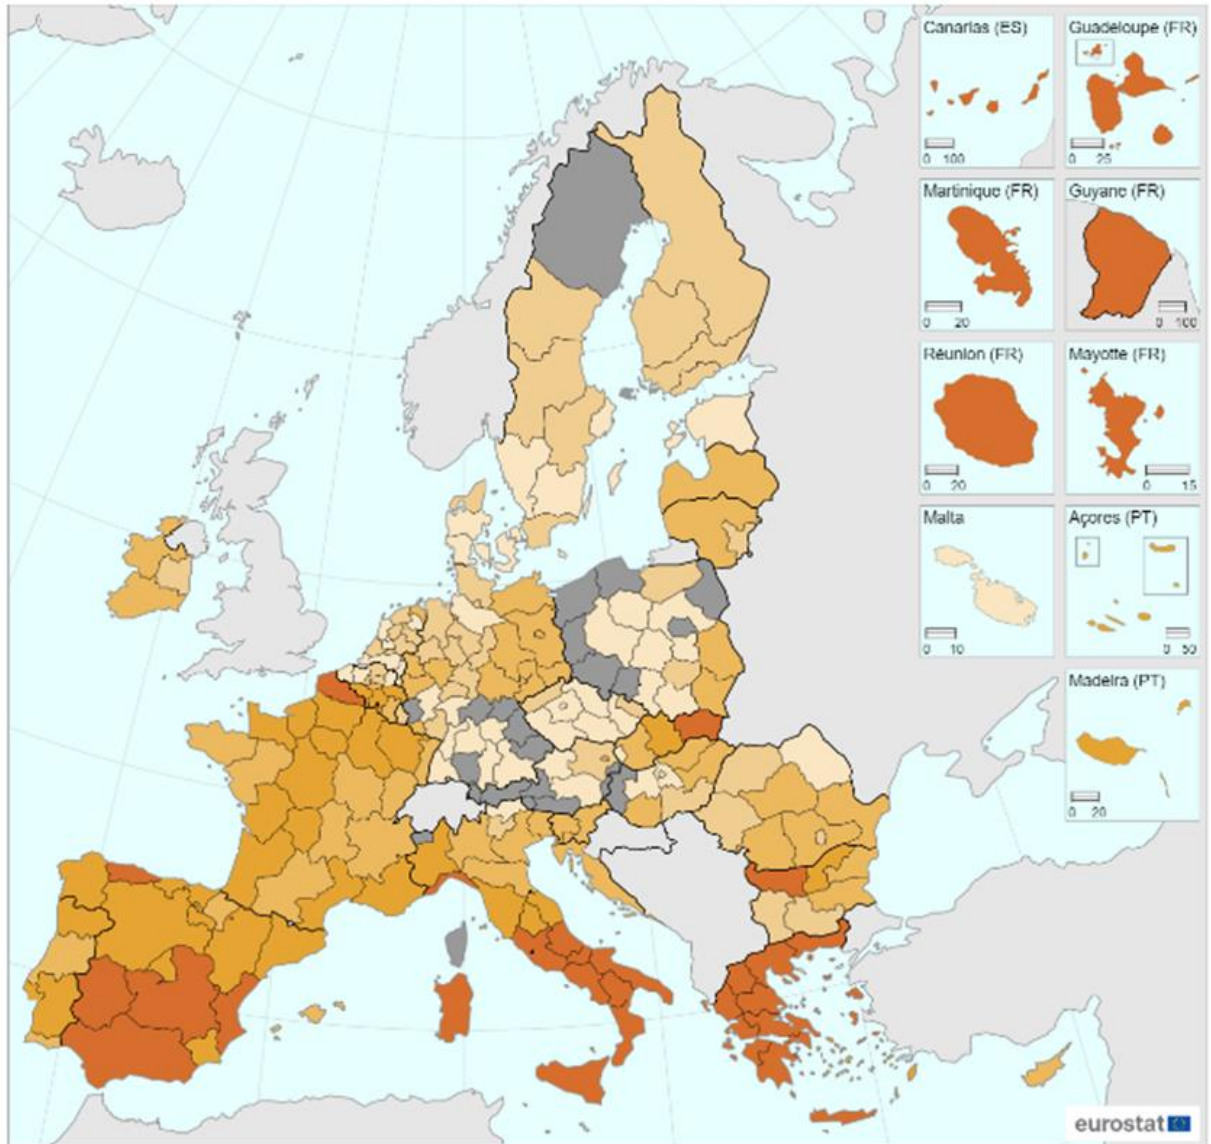 Canarias (ES)
0 100
Guadeloupe (FR)
0 25
Martinique (FR)
0 20
Guyane (FR)
0 100
Réunion (FR)
0 20
Mayotte (FR)
0 15
Malta
0 10
Açores (PT)
0 50
Madeira (PT)
0 20
eurostat